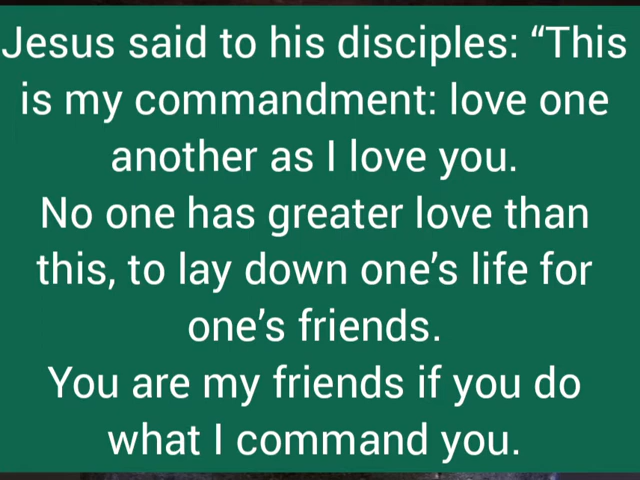 Jesus said to his disciples: “This
is my commandment: love one
another as I love you.
No one has greater love than
this, to lay down one’s life for
one’s friends.
You are my friends if you do
what I command you.